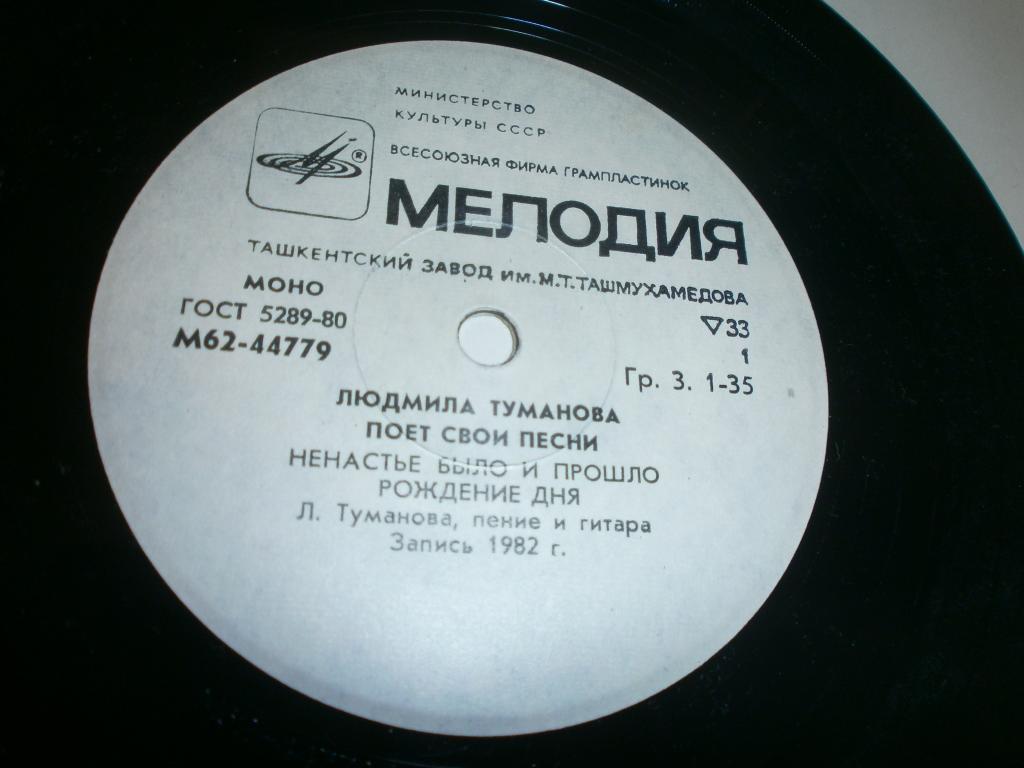 МИНИСТЕРСТВО
КУЛЬТУРЫ СССР
®
ВСЕСОЮЗНАЯ ФИРМА ГРАМПЛАСТИНОК
МЕЛОДИЯ
ТАШКЕНТСКИЙ ЗАВОД им. М.Т.ТАШМУХАМЕДОВА
МОНО
ГОСТ 5289-80
М62-44779
▽33
1
Гр. 3. 1-35
ЛЮДМИЛА ТУМАНОВА
ПОЕТ СВОИ ПЕСНИ
НЕНАСТЬЕ БЫЛО И ПРОШЛО
РОЖДЕНИЕ ДНЯ
Л. Туманова, пение и гитара
Запись 1982 г.